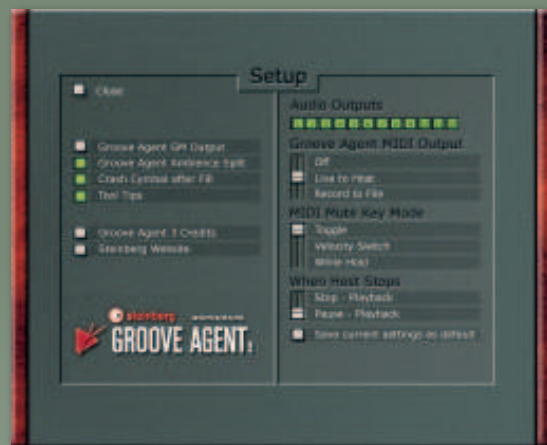 Setup
Close
Groove Agent GM Output
Groove Agent Ambience Split
Crash Cymbal after Fill
Tool Tips
Groove Agent 3 Credits
Steinberg Website
steinberg
GROOVE AGENT
Audio Outputs
Groove Agent MIDI Output
Off
Live to Host
Record to File
MIDI Mute Key Mode
Toggle
Velocity Switch
While Hold
When Host Stops
Stop - Playback
Pause - Playback
Save current settings as default